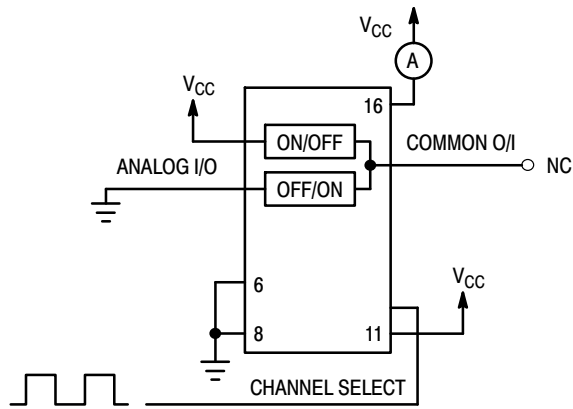 VCC
A
16
VCC
ON/OFF
COMMON O/I
NC
ANALOG I/O
OFF/ON
6
VCC
8
11
CHANNEL SELECT